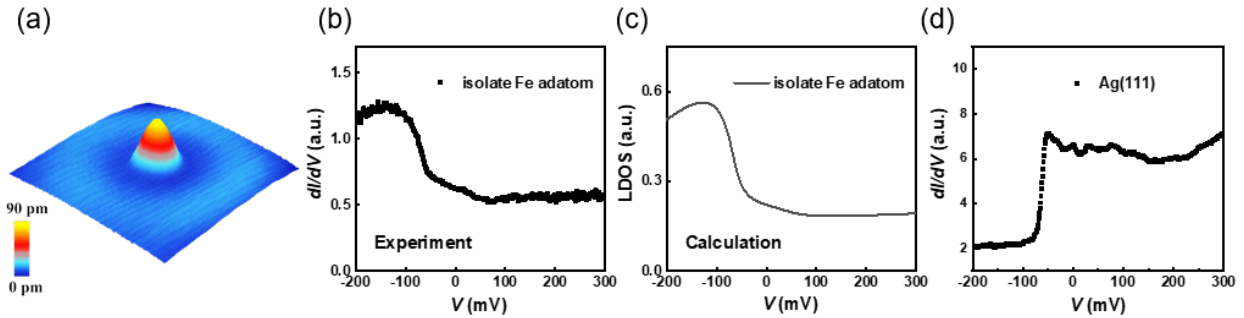 (a)
90 pm
0 pm
(b)
dI/dV (a.u.)
1.5
1.0
0.5
0.0
isolate Fe adatom
Experiment
-200 -100 0 100 200 300
V (mV)
(c)
LDOS (a.u.)
0.6
0.3
0.0
isolate Fe adatom
Calculation
-200 -100 0 100 200 300
V (mV)
(d)
dI/dV (a.u.)
10
8
6
4
2
Ag(111)
-200 -100 0 100 200 300
V (mV)